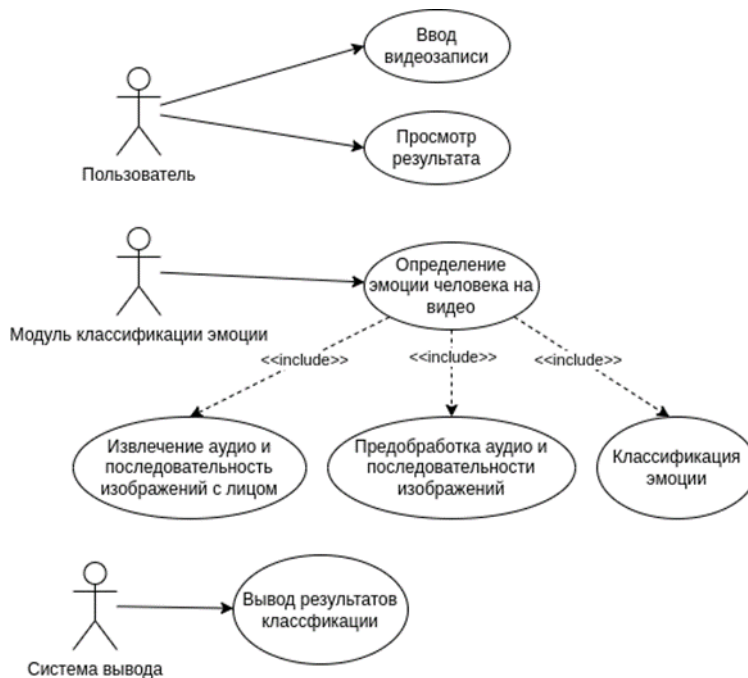 Ввод
видеозаписи
Просмотр
результата
Пользователь
Определение
эмоции человека на
видео
Модуль классификации эмоции
<<include>>
<<include>>
<<include>>
Извлечение аудио и
последовательность
изображений с лицом
Предобработка аудио и
последовательности
изображений
Классификация
эмоции
Вывод результатов
классфикации
Система вывода